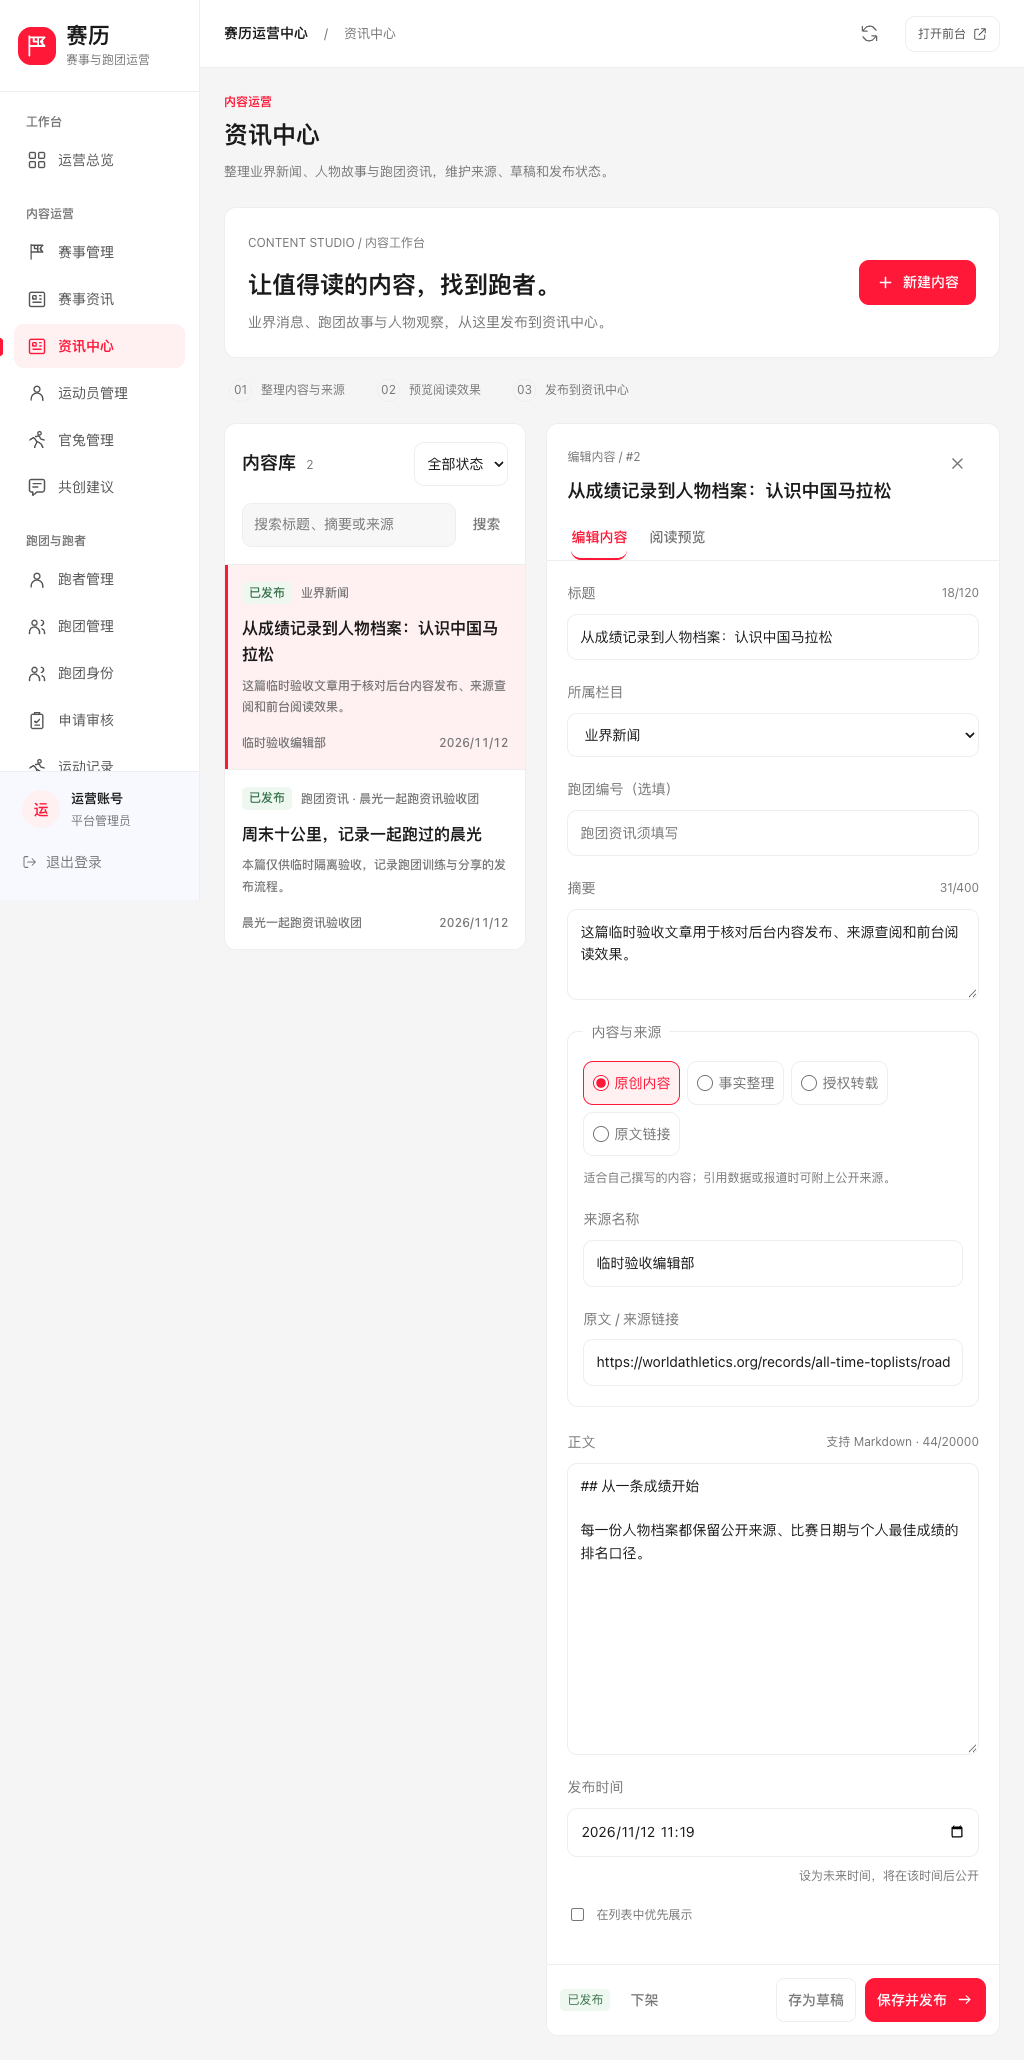 赛历
赛事与跑团运营
工作台
运营总览
内容运营
赛事管理
赛事资讯
资讯中心
运动员管理
官兔管理
共创建议
跑团与跑者
跑者管理
跑团管理
跑团身份
申请审核
运动记录
运
运营账号
平台管理员
退出登录
赛历运营中心 / 资讯中心
打开前台
内容运营
资讯中心
整理业界新闻、人物故事与跑团资讯，维护来源、草稿和发布状态。
CONTENT STUDIO / 内容工作台
让值得读的内容，找到跑者。
业界消息、跑团故事与人物观察，从这里发布到资讯中心。
新建内容
01 整理内容与来源 02 预览阅读效果 03 发布到资讯中心
内容库 2
全部状态
搜索标题、摘要或来源
搜索
已发布 业界新闻
从成绩记录到人物档案：认识中国马
拉松
这篇临时验收文章用于核对后台内容发布、来源查
阅和前台阅读效果。
临时验收编辑部 2026/11/12
已发布 跑团资讯 · 晨光一起跑资讯验收团
周末十公里，记录一起跑过的晨光
本篇仅供临时隔离验收，记录跑团训练与分享的发
布流程。
晨光一起跑资讯验收团 2026/11/12
编辑内容 / #2
从成绩记录到人物档案：认识中国马拉松
编辑内容 阅读预览
标题 18/120
从成绩记录到人物档案：认识中国马拉松
所属栏目
业界新闻
跑团编号（选填）
跑团资讯须填写
摘要 31/400
这篇临时验收文章用于核对后台内容发布、来源查阅和前台阅
读效果。
内容与来源
原创内容 事实整理 授权转载
原文链接
适合自己撰写的内容；引用数据或报道时可附上公开来源。
来源名称
临时验收编辑部
原文 / 来源链接
https://worldathletics.org/records/all-time-toplists/road
正文 支持 Markdown · 44/20000
## 从一条成绩开始
每一份人物档案都保留公开来源、比赛日期与个人最佳成绩的
排名口径。
发布时间
2026/11/12 11:19
设为未来时间，将在该时间后公开
在列表中优先展示
已发布 下架 存为草稿 保存并发布